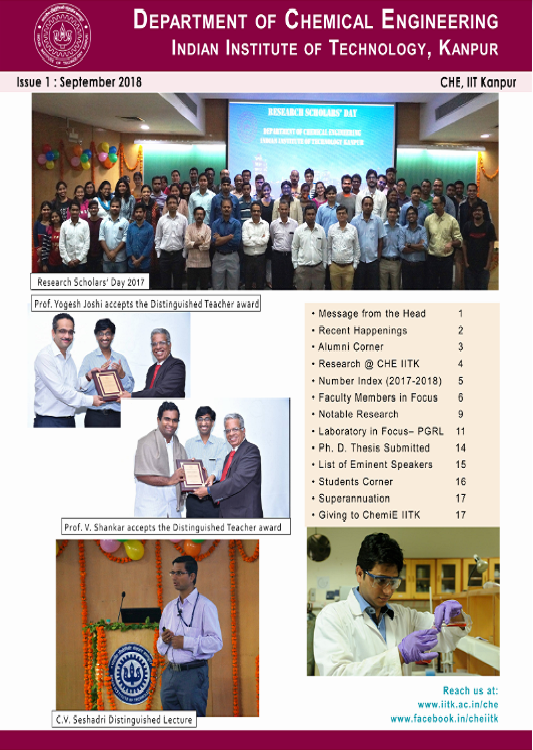 DEPARTMENT OF CHEMICAL ENGINEERING
INDIAN INSTITUTE OF TECHNOLOGY, KANPUR
Issue 1 : September 2018
CHE, IIT Kanpur
RESEARCH SCHOLARS' DAY
DEPARTMENT OF CHEMICAL ENGINEERING
INDIAN INSTITUTE OF TECHNOLOGY KANPUR
Research Scholars' Day 2017
Prof. Yogesh Joshi accepts the Distinguished Teacher award
Prof. V. Shankar accepts the Distinguished Teacher award
C.V. Seshadri Distinguished Lecture
• Message from the Head 1
• Recent Happenings 2
• Alumni Corner 3
• Research @ CHE IITK 4
• Number Index (2017-2018) 5
• Faculty Members in Focus 6
• Notable Research 9
• Laboratory in Focus– PGRL 11
• Ph. D. Thesis Submitted 14
• List of Eminent Speakers 15
• Students Corner 16
• Superannuation 17
• Giving to ChemiE IITK 17
Reach us at:
www.iitk.ac.in/che
www.facebook.in/cheiitk